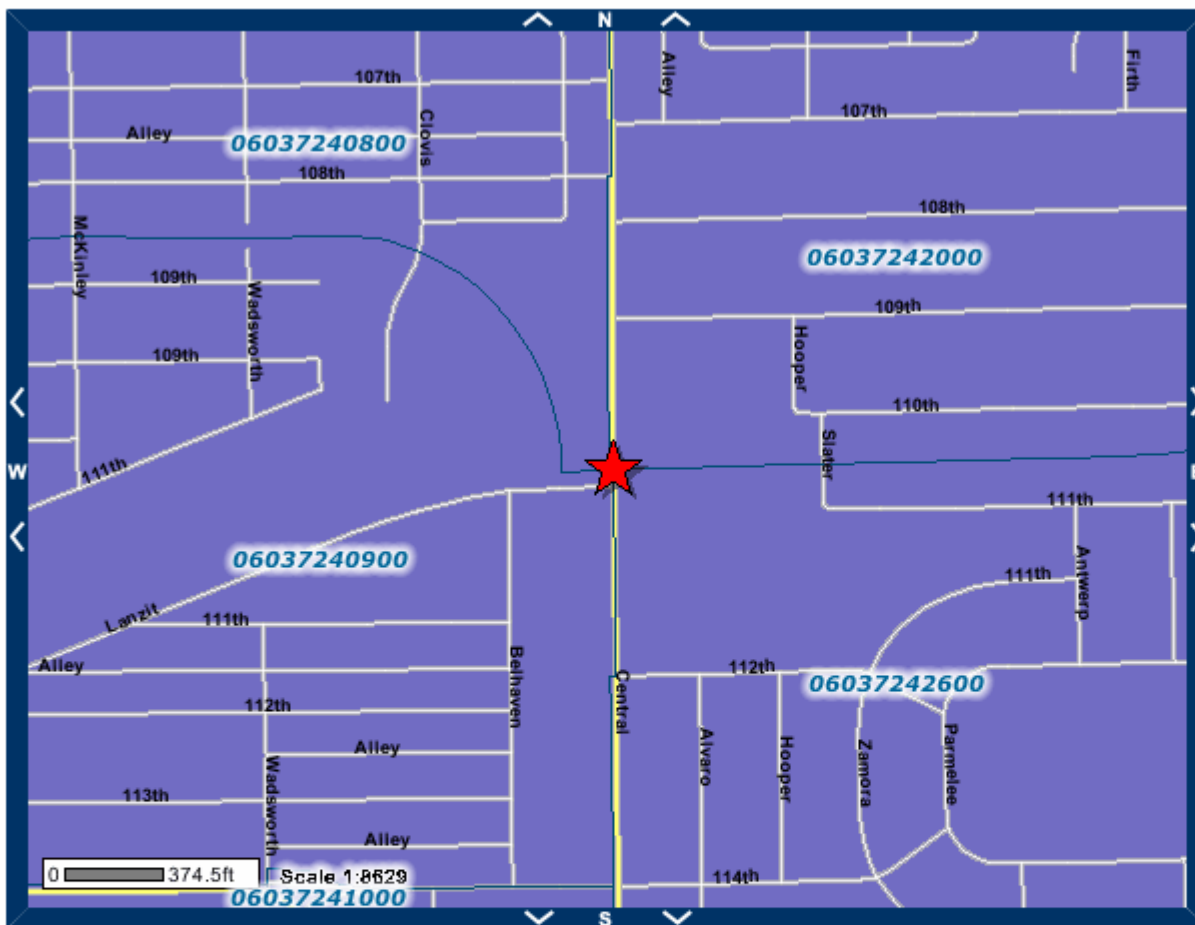 N
107th
Alley
Firth
107th
Clovis
Alley
06037240800
108th
108th
McKinley
06037242000
109th
Wadsworth
109th
Hooper
109th
110th
Slater
W
111th
111th
06037240900
111th
Antwerp
Lanzit
111th
Alley
Belhaven
Central
112th
06037242600
112th
Alley
Alvaro
Hooper
Zamora
Parmelee
113th
Wadsworth
Alley
0 374.5ft
Scale 1:8629
114th
06037241000
S